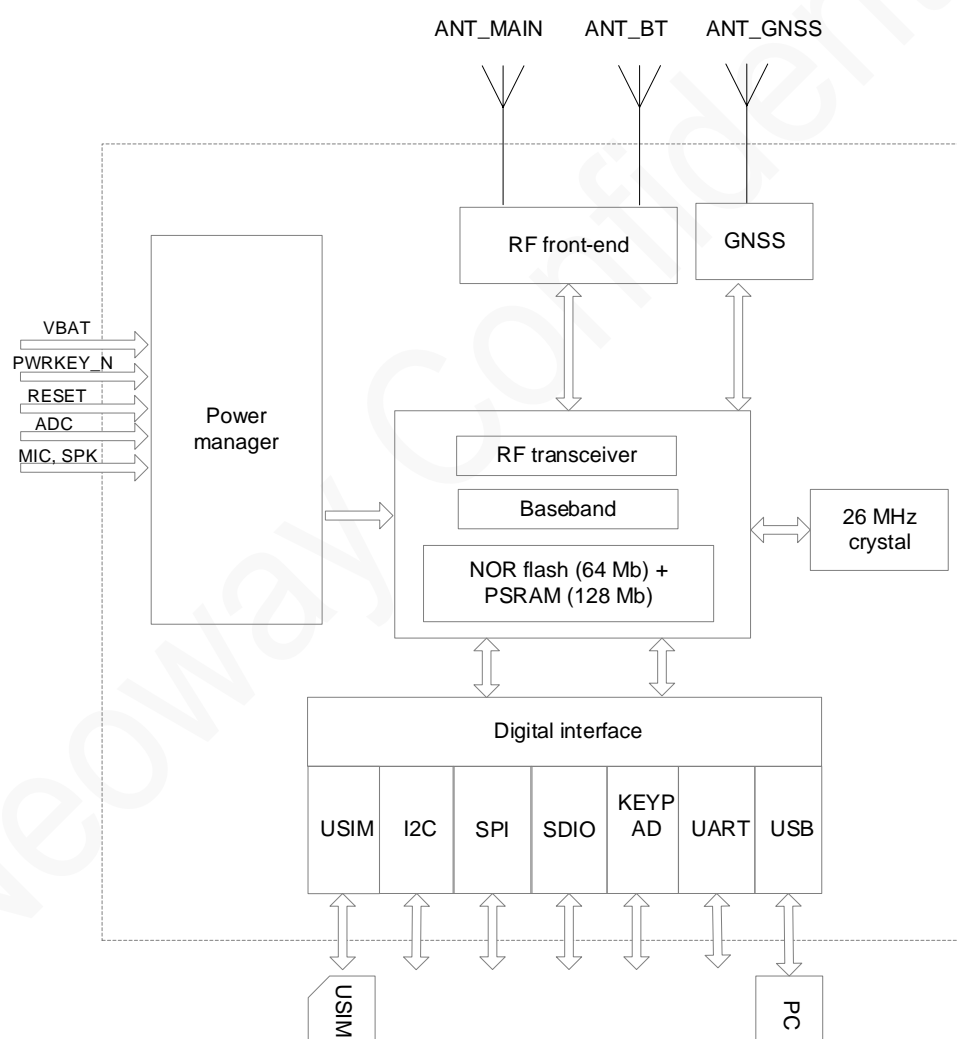 ANT_MAIN ANT_BT ANT_GNSS
RF front-end
GNSS
VBAT
PWRKEY_N
RESET
ADC
MIC, SPK
Power
manager
RF transceiver
Baseband
NOR flash (64 Mb) +
PSRAM (128 Mb)
26 MHz
crystal
Digital interface
USIM
I2C
SPI
SDIO
KEYP
AD
UART
USB
USIM
PC
neoway Confident